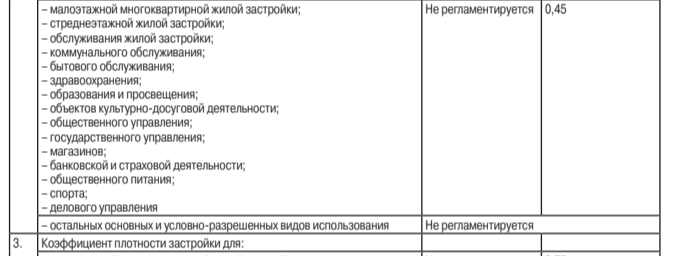 – малоэтажной многоквартирной жилой застройки; Не регламентируется 0,45
– стреднеэтажной жилой застройки;
– обслуживания жилой застройки;
– коммунального обслуживания;
– бытового обслуживания;
– здравоохранения;
– образования и просвещения;
– объектов культурно-досуговой деятельности;
– общественного управления;
– государственного управления;
– магазинов;
– банковской и страховой деятельности;
– общественного питания;
– спорта;
– делового управления
– остальных основных и условно-разрешенных видов использования Не регламентируется
3. Коэффициент плотности застройки для: